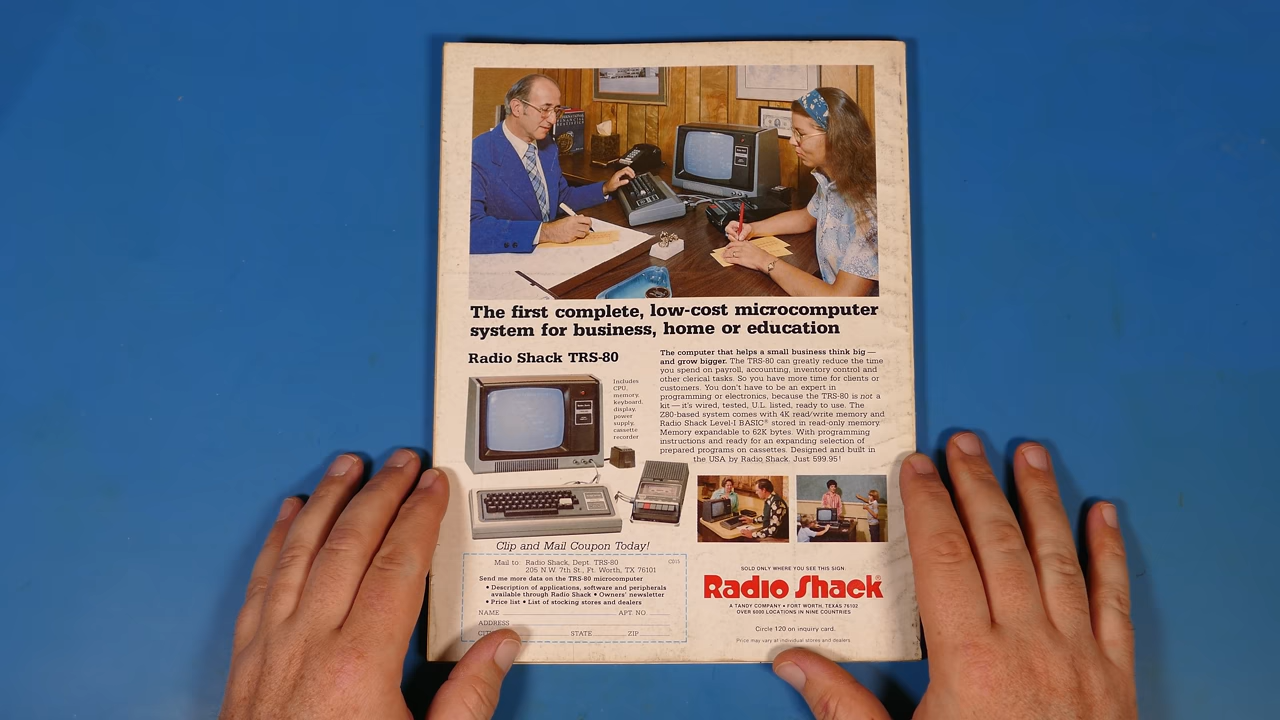 The first complete, low-cost microcomputer
system for business, home or education
Radio Shack TRS-80
Includes
CPU,
memory,
keyboard,
display,
power
supply,
cassette
recorder
The computer that helps a small business think big —
and grow bigger. The TRS-80 can greatly reduce the time
you spend on payroll, accounting, inventory control and
other clerical tasks. So you have more time for clients or
customers. You don't have to be an expert in
programming or electronics, because the TRS-80 is not a
kit — it's wired, tested, U.L. listed, ready to use. The
Z80-based system comes with 4K read/write memory and
Radio Shack Level-I BASIC® stored in read-only memory.
Memory expandable to 62K bytes. With programming
instructions and ready for an expanding selection of
prepared programs on cassettes. Designed and built in
the USA by Radio Shack. Just 599.95!
Clip and Mail Coupon Today!
Mail to: Radio Shack, Dept. TRS-80
205 N.W. 7th St., Ft. Worth, TX 76101
Send me more data on the TRS-80 microcomputer
• Description of applications, software and peripherals
available through Radio Shack • Owners' newsletter
• Price list • List of stocking stores and dealers
NAME APT. NO.
ADDRESS
STATE ZIP
SOLD ONLY WHERE YOU SEE THIS SIGN:
Radio Shack®
A TANDY COMPANY • FORT WORTH, TEXAS 76102
OVER 6000 LOCATIONS IN NINE COUNTRIES
Circle 120 on inquiry card.
Price may vary at individual stores and dealers.